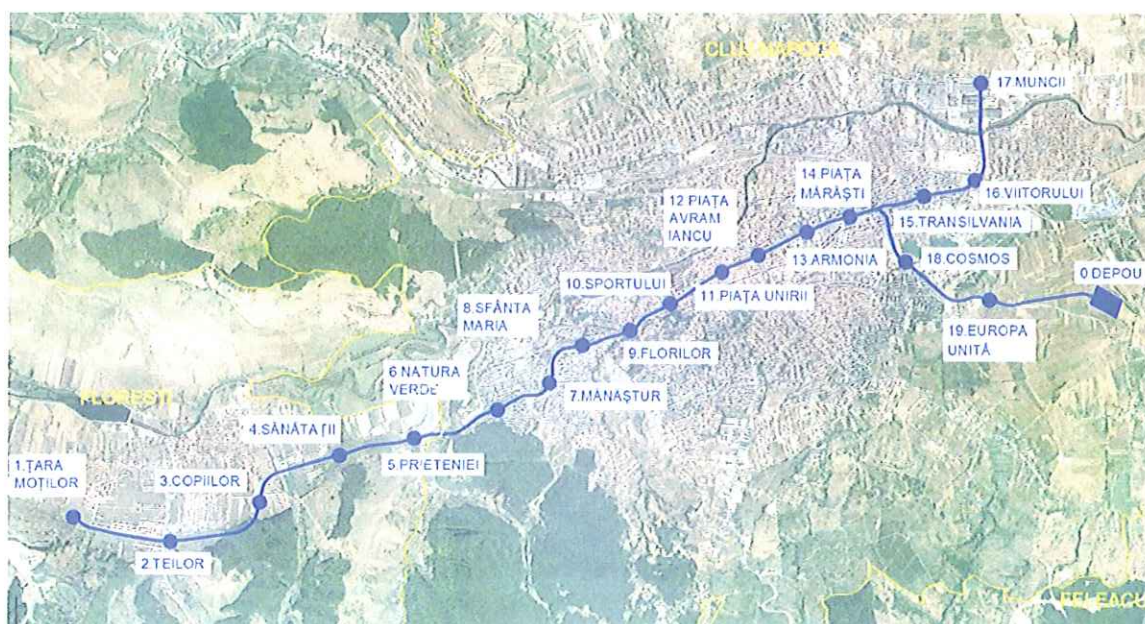 CLUJ-NAPOCA
17.MUNCII
14.PIAȚA
MĂRĂȘTI
12 PIAȚA
AVRAM
IANCU
16.VIITORULUI
15.TRANSILVANIA
13.ARMONIA
18.COSMOS
0 DEPOU
10.SPORTULUI
11.PIAȚA UNIRII
8.SFÂNTA
MARIA
19.EUROPA
UNITĂ
9.FLORILOR
6.NATURA
VERDE
7.MĂNĂȘTUR
FLOREȘTI
4.SĂNĂTĂȚII
5.PRIETENIEI
1.ȚARA
MOȚILOR
3.COPIILOR
2.TEILOR
FELEACU